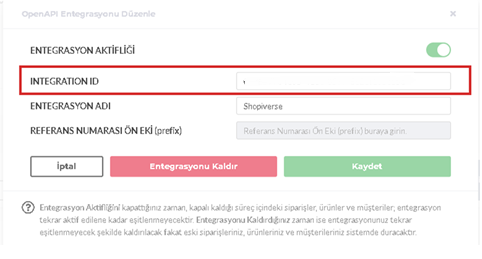 OpenAPI Entegrasyonu Düzenle ×
ENTEGRASYON AKTİFLİĞİ
INTEGRATION ID
ENTEGRASYON ADI Shopiverse
REFERANS NUMARASI ÖN EKİ (prefix) Referans Numarası Ön Eki (prefix) buraya girin.
İptal Entegrasyonu Kaldır Kaydet
? Entegrasyon Aktifliğini kapattığınız zaman, kapalı kaldığı süreç içindeki siparişler, ürünler ve müşteriler; entegrasyon
tekrar aktif edilene kadar eşitlenmeyecektir. Entegrasyonu Kaldırdığınız zaman ise entegrasyonunuz tekrar
eşitlenmeyecek şekilde kaldırılacak fakat eski siparişleriniz, ürünleriniz ve müşterileriniz sistemde duracaktır.